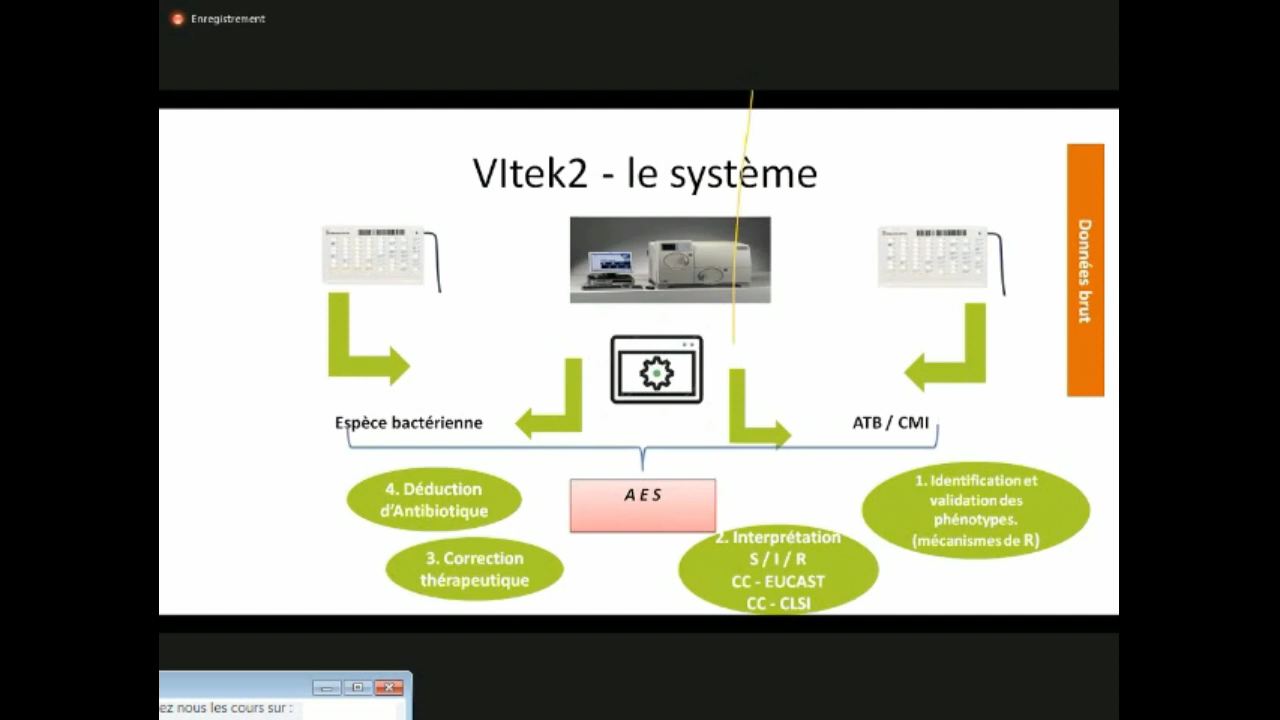 Enregistrement
VItek2 - le système
Données brut
Espèce bactérienne
ATB / CMI
4. Déduction
d'Antibiotique
A E S
1. Identification et
validation des
phénotypes.
(mécanismes de R)
3. Correction
thérapeutique
2. Interprétation
S / I / R
CC - EUCAST
CC - CLSI
ez nous les cours sur :